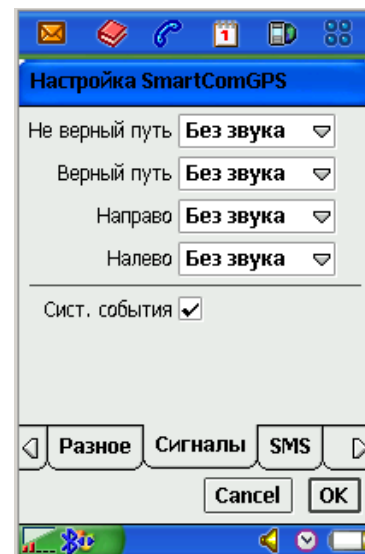 1
Настройка SmartComGPS
Не верный путь Без звука
Верный путь Без звука
Направо Без звука
Налево Без звука
Сист. события
Разное Сигналы SMS
Cancel OK